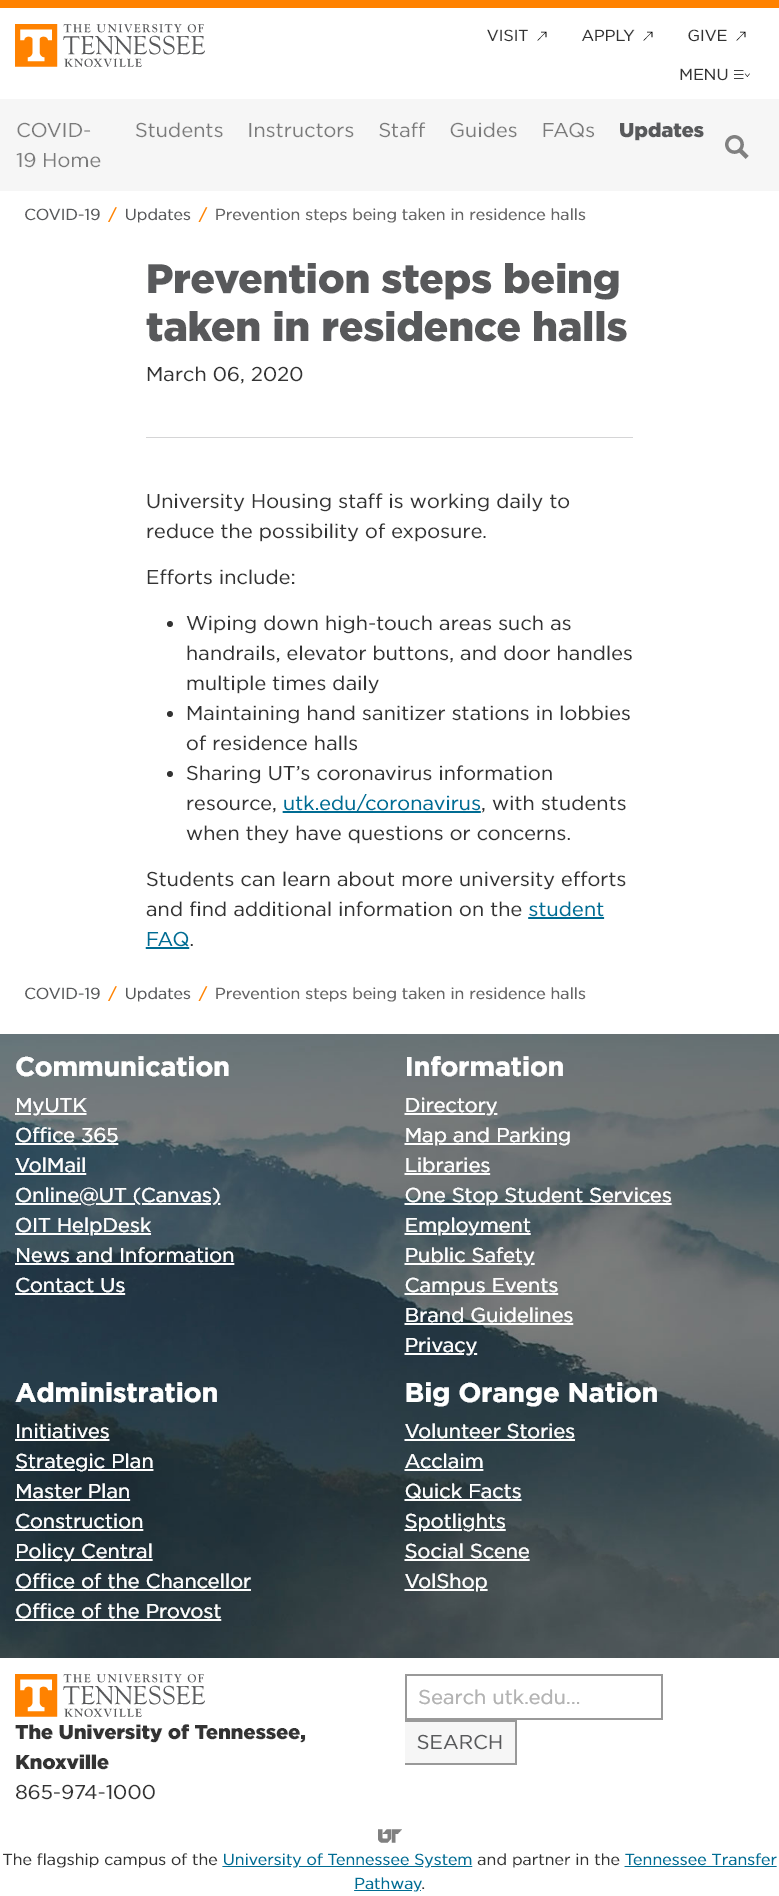 THE UNIVERSITY OF
TENNESSEE
KNOXVILLE
VISIT APPLY GIVE
MENU
COVID-
19 Home
Students Instructors Staff Guides FAQs Updates
COVID-19 / Updates / Prevention steps being taken in residence halls
Prevention steps being
taken in residence halls
March 06, 2020
University Housing staff is working daily to
reduce the possibility of exposure.
Efforts include:
• Wiping down high-touch areas such as
handrails, elevator buttons, and door handles
multiple times daily
• Maintaining hand sanitizer stations in lobbies
of residence halls
• Sharing UT’s coronavirus information
resource, utk.edu/coronavirus, with students
when they have questions or concerns.
Students can learn about more university efforts
and find additional information on the student
FAQ.
COVID-19 / Updates / Prevention steps being taken in residence halls
Communication
MyUTK
Office 365
VolMail
Online@UT (Canvas)
OIT HelpDesk
News and Information
Contact Us
Information
Directory
Map and Parking
Libraries
One Stop Student Services
Employment
Public Safety
Campus Events
Brand Guidelines
Privacy
Administration
Initiatives
Strategic Plan
Master Plan
Construction
Policy Central
Office of the Chancellor
Office of the Provost
Big Orange Nation
Volunteer Stories
Acclaim
Quick Facts
Spotlights
Social Scene
VolShop
THE UNIVERSITY OF
TENNESSEE
KNOXVILLE
The University of Tennessee,
Knoxville
865-974-1000
Search utk.edu...
SEARCH
UT
The flagship campus of the University of Tennessee System and partner in the Tennessee Transfer
Pathway.